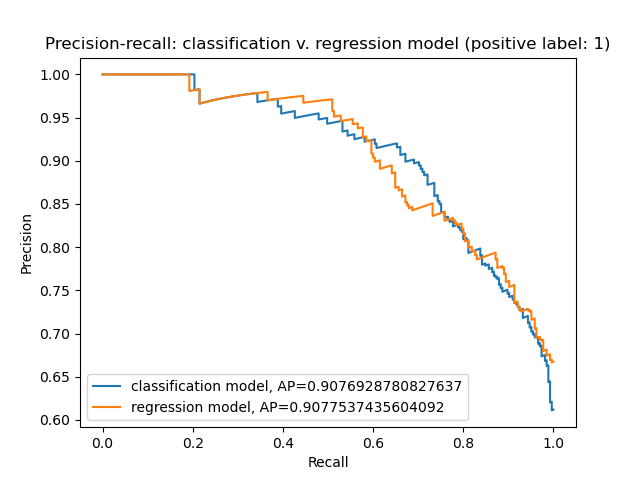 Precision-recall: classification v. regression model (positive label: 1)
Precision
1.00
0.95
0.90
0.85
0.80
0.75
0.70
0.65
0.60
classification model, AP=0.9076928780827637
regression model, AP=0.9077537435604092
0.0 0.2 0.4 0.6 0.8 1.0
Recall